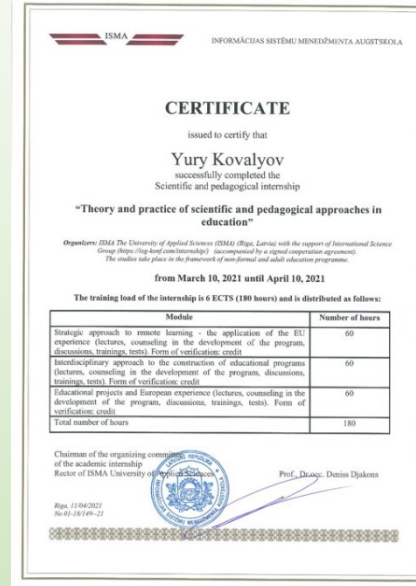 ISMA
INFORMĀCIJAS SISTĒMU MENEDŽMENTA AUGSTSKOLA
CERTIFICATE
issued to certify that
Yury Kovalyov
successfully completed the
Scientific and pedagogical internship
“Theory and practice of scientific and pedagogical approaches in
education”
Organizers: ISMA The University of Applied Sciences (ISMA) (Riga, Latvia) with the support of International Science
Group (https://isg-konf.com/internship/) (accompanied by a signed cooperation agreement).
The studies take place in the framework of non-formal and adult education programme.
from March 10, 2021 until April 10, 2021
The training load of the internship is 6 ECTS (180 hours) and is distributed as follows:
Module Number of hours
Strategic approach to remote learning - the application of the EU 60
experience (lectures, counseling in the development of the program,
discussions, trainings, tests). Form of verification: credit
Interdisciplinary approach to the construction of educational programs 60
(lectures, counseling in the development of the program, discussions,
trainings, tests). Form of verification: credit
Educational projects and European experience (lectures, counseling in the 60
development of the program, discussions, trainings, tests). Form of
verification: credit
Total number of hours 180
Chairman of the organizing committee
of the academic internship
Rector of ISMA University of Applied Sciences Prof., Dr.oec. Deniss Djakons
Riga, 11/04/2021
No 01-18/149--21